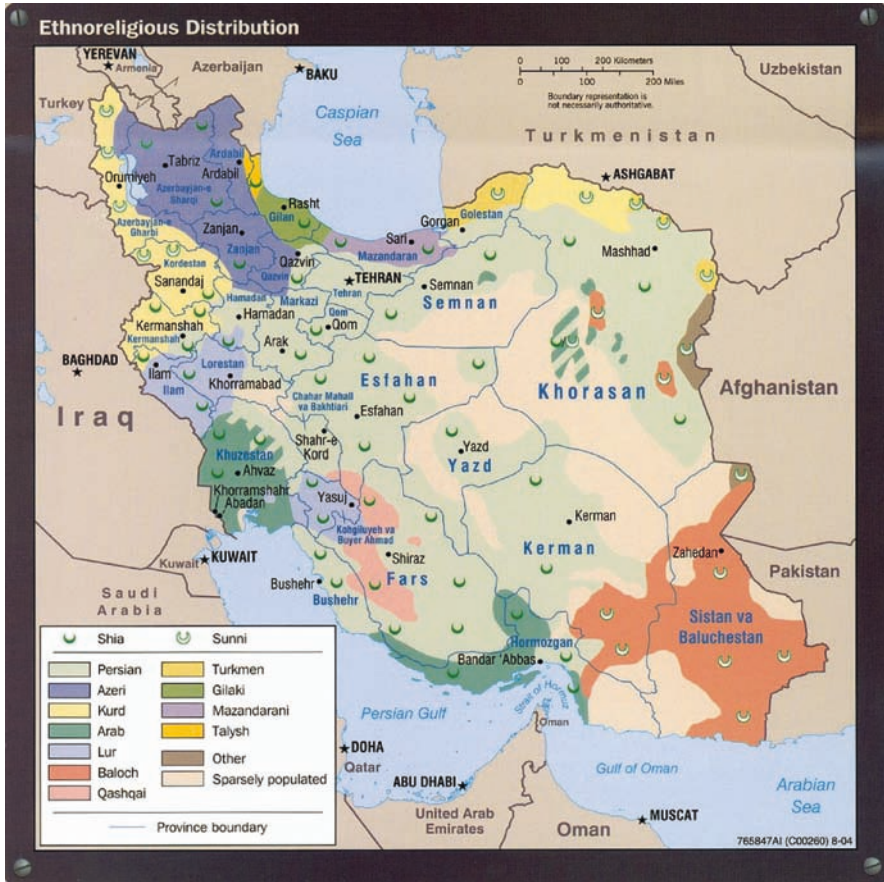 Ethnoreligious Distribution
YEREVAN
Armenia
Azerbaijan
BAKU
Turkey
Caspian
Sea
0 100 200 Kilometers
0 100 200 Miles
Boundary representation is
not necessarily authoritative.
Uzbekistan
Turkmenistan
ASHGABAT
Tabriz
Ardabil
Ardabil
Orumiyeh
Azerbayjan-e
Sharqi
Rasht
Gilan
Golestan
Gorgan
Azerbayjan-e
Gharbi
Zanjan
Zanjan
Sari
Mazandaran
Mashhad
Kordestan
Qazvin
Qazvin
TEHRAN
Tehran
Semnan
Semnan
Sanandaj
Hamadan
Markazi
Hamadan
Qom
Qom
Kermanshah
Kermanshah
Arak
BAGHDAD
Ilam
Ilam
Lorestan
Khorramabad
Esfahan
Khorasan
Afghanistan
Iraq
Chahar Mahall
va Bakhtiari
Esfahan
Shahr-e
Kord
Yazd
Yazd
Khuzestan
Ahvaz
Khorramshahr
Abadan
Yasuj
Kohgiluyeh va
Buyer Ahmad
Kerman
Kerman
Zahedan
KUWAIT
Kuwait
Shiraz
Fars
Bushehr
Bushehr
Pakistan
Saudi
Arabia
Sistan va
Baluchestan
Hormozgan
Bandar 'Abbas
Strait of Hormuz
Persian Gulf
Oman
DOHA
Qatar
ABU DHABI
Gulf of Oman
United Arab
Emirates
Oman
MUSCAT
Arabian
Sea
Shia
Sunni
Persian
Turkmen
Azeri
Gilaki
Kurd
Mazandarani
Arab
Talysh
Lur
Other
Baloch
Sparsely populated
Qashqai
Province boundary
765847AI (C00260) 8-04